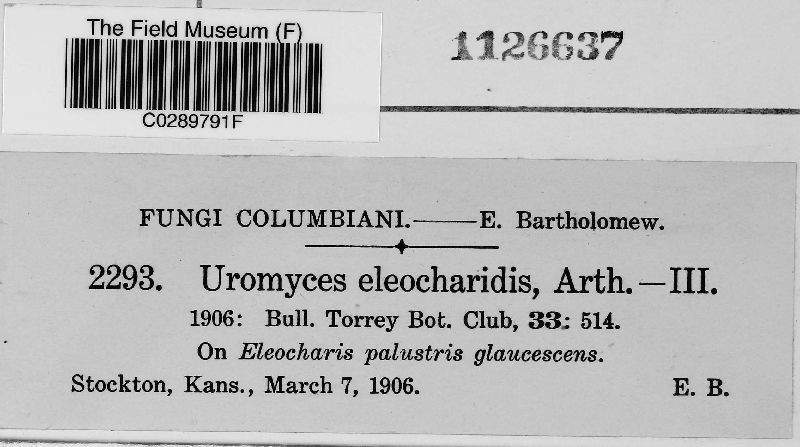 The Field Museum (F)
C0289791F
1126637
FUNGI COLUMBIANI.——E. Bartholomew.
2293. Uromyces eleocharidis, Arth.—III.
1906: Bull. Torrey Bot. Club, 33: 514.
On Eleocharis palustris glaucescens.
Stockton, Kans., March 7, 1906. E. B.